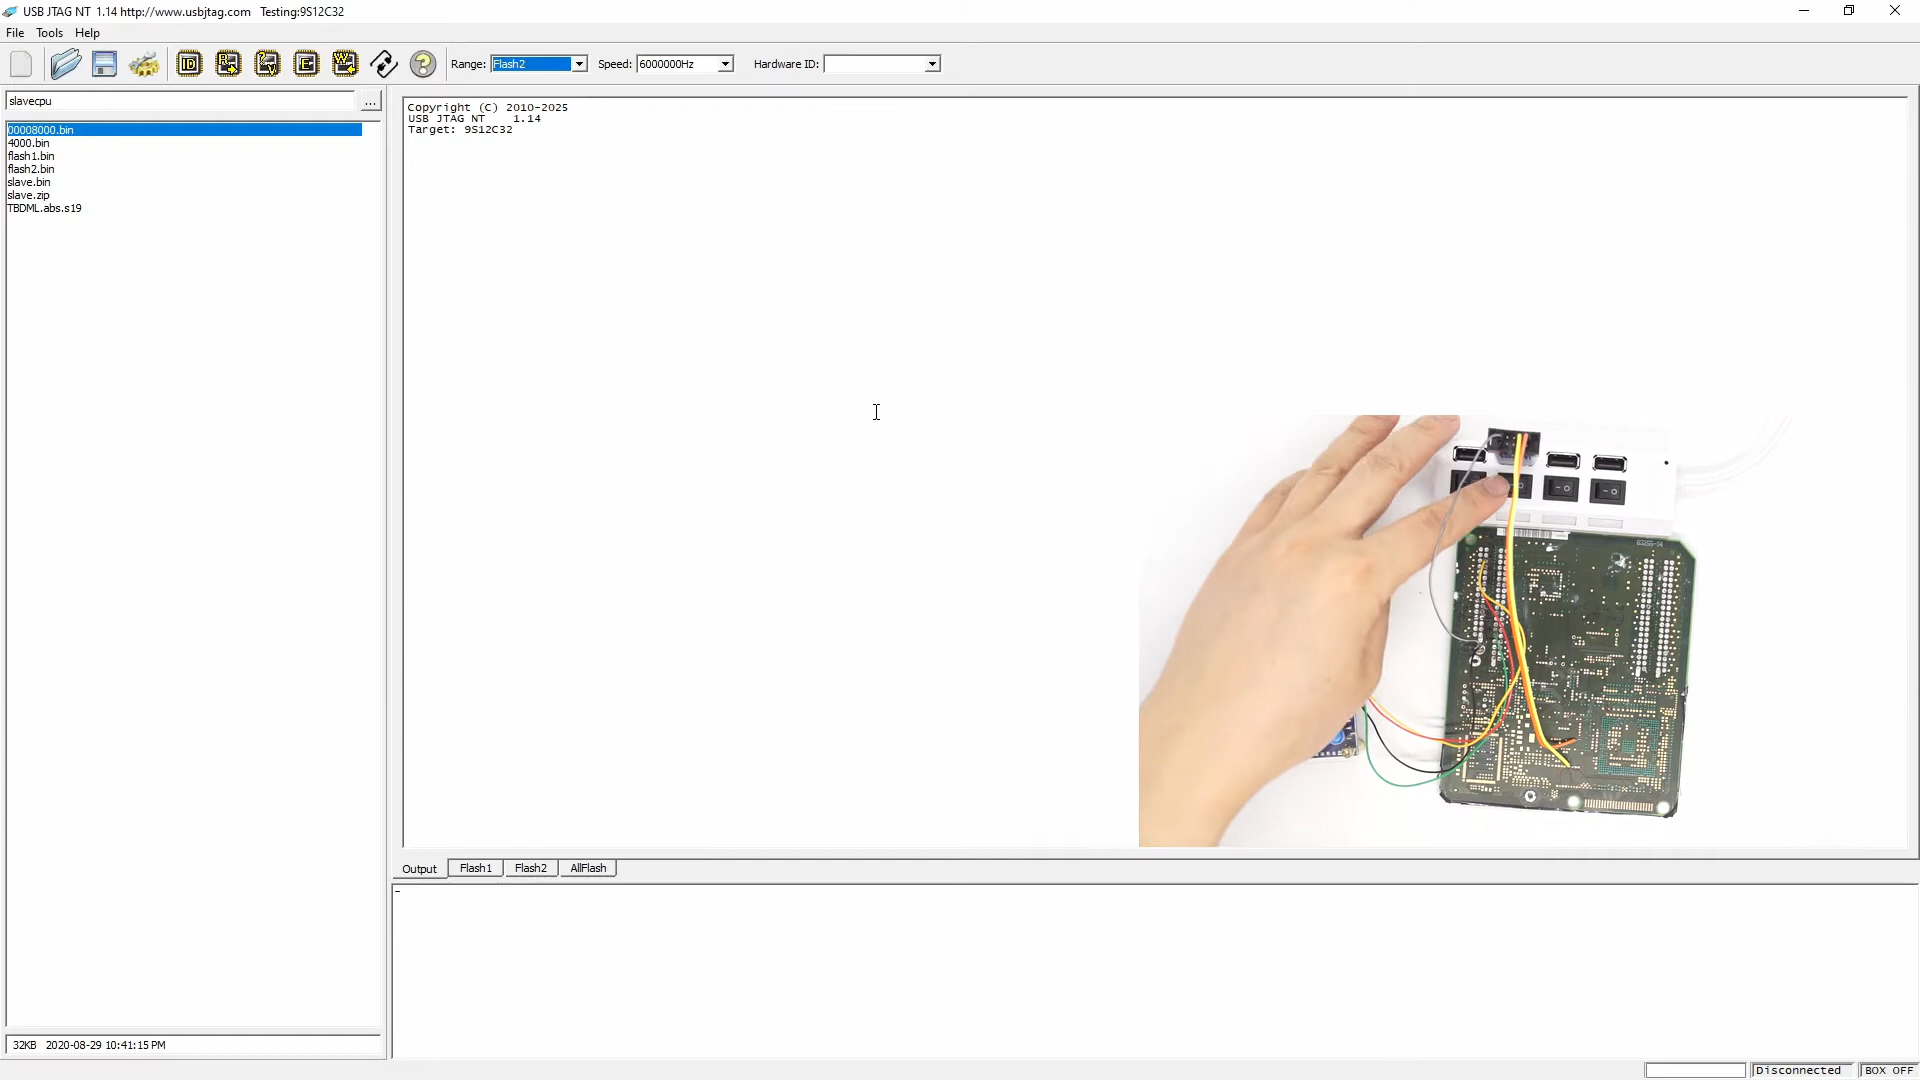 USB JTAG NT 1.14 http://www.usbjtag.com Testing:9S12C32
File Tools Help
ID R ? V E W Range: Flash2 Speed: 6000000Hz Hardware ID:
slavecpu ...
00008000.bin
4000.bin
flash1.bin
flash2.bin
slave.bin
slave.zip
TBDML.abs.s19
Copyright (C) 2010-2025
USB JTAG NT 1.14
Target: 9S12C32
Output Flash1 Flash2 AllFlash
-
32KB 2020-08-29 10:41:15 PM
Disconnected BOX OFF